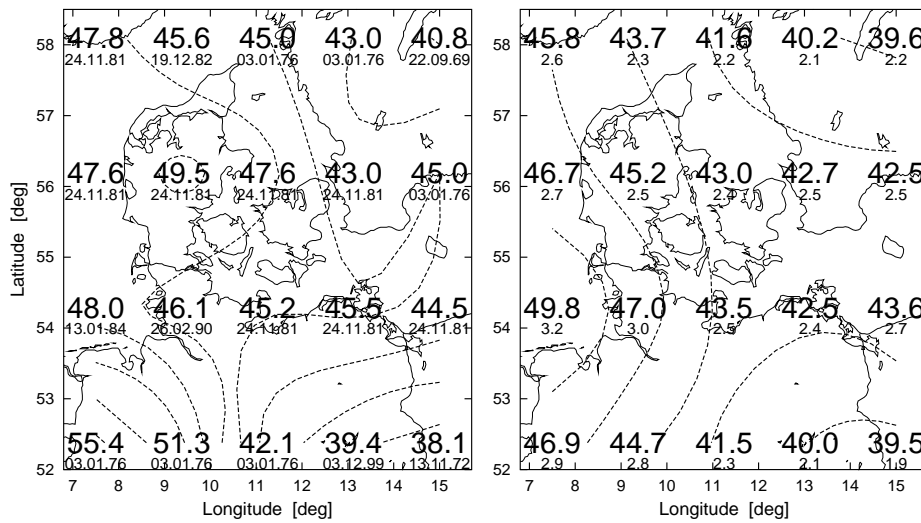 58
47.8 45.6 45.0 43.0 40.8
24.11.81 19.12.82 03.01.76 03.01.76 22.09.69
57
47.6 49.5 47.6 43.0 45.0
56
24.11.81 24.11.81 24.11.81 24.11.81 03.01.76
55
48.0 46.1 45.2 45.5 44.5
54
13.01.84 26.02.90 24.11.81 24.11.81 24.11.81
53
55.4 51.3 42.1 39.4 38.1
52
03.01.76 03.01.76 03.01.76 03.12.99 13.11.72
7 8 9 10 11 12 13 14 15
Longitude [deg]
Latitude [deg]
58
45.8 43.7 41.6 40.2 39.6
2.6 2.3 2.2 2.1 2.2
57
46.7 45.2 43.0 42.7 42.5
56
2.7 2.5 2.4 2.5 2.5
55
49.8 47.0 43.5 42.5 43.6
54
3.2 3.0 2.5 2.4 2.7
53
46.9 44.7 41.5 40.0 39.5
52
2.9 2.8 2.3 2.1 1.9
7 8 9 10 11 12 13 14 15
Longitude [deg]